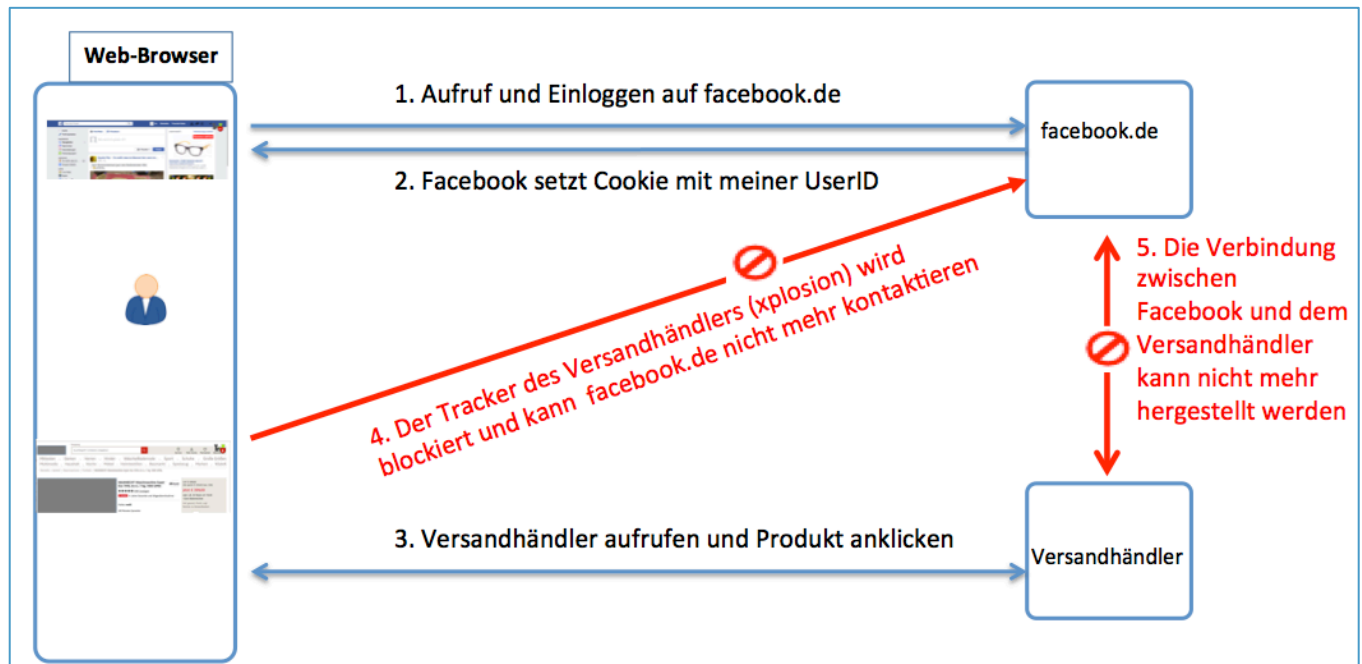 Web-Browser
1. Aufruf und Einloggen auf facebook.de
facebook.de
2. Facebook setzt Cookie mit meiner UserID
4. Der Tracker des Versandhändlers (xplosion) wird
blockiert und kann facebook.de nicht mehr kontaktieren
5. Die Verbindung
zwischen
Facebook und dem
Versandhändler
kann nicht mehr
hergestellt werden
3. Versandhändler aufrufen und Produkt anklicken
Versandhändler